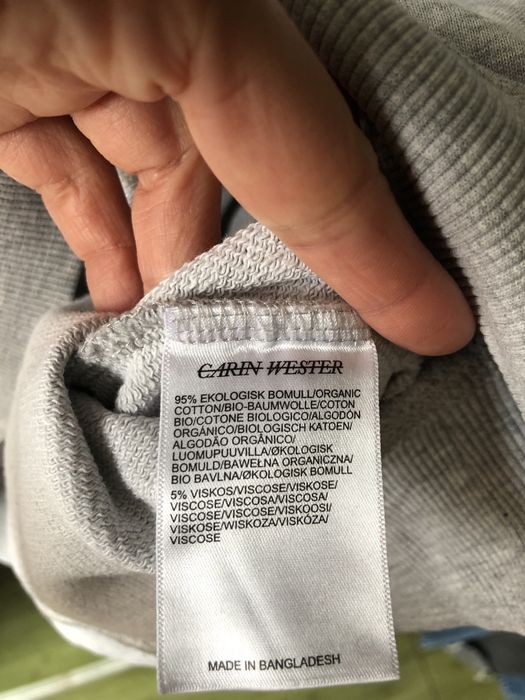 CARIN WESTER
95% EKOLOGISK BOMULL/ORGANIC
COTTON/BIO-BAUMWOLLE/COTON
BIO/COTONE BIOLOGICO/ALGODÓN
ORGÁNICO/BIOLOGISCH KATOEN/
ALGODÃO ORGÂNICO/
LUOMUPUUVILLA/ØKOLOGISK
BOMULD/BAWEŁNA ORGANICZNA/
BIO BAVLNA/ØKOLOGISK BOMULL
5% VISKOS/VISCOSE/VISKOSE/
VISCOSE/VISCOSA/VISCOSA/
VISCOSE/VISCOSE/VISKOOSI/
VISKOSE/WISKOZA/VISKÓZA/
VISCOSE
MADE IN BANGLADESH